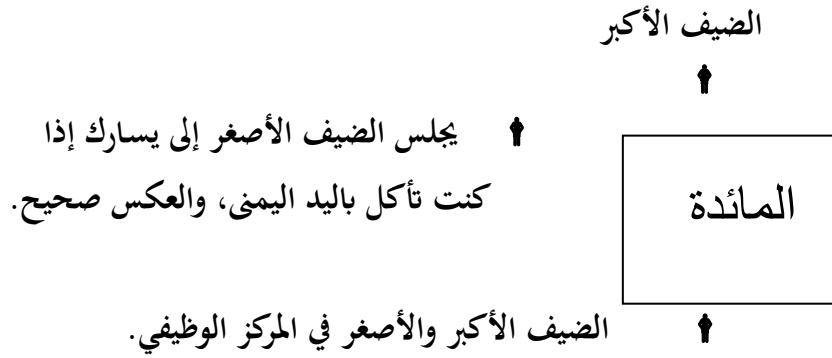 الضيف الأكبر
يجلس الضيف الأصغر إلى يسارك إذا
كنت تأكل باليد اليمنى، والعكس صحيح.
المائدة
الضيف الأكبر والأصغر في المركز الوظيفي.